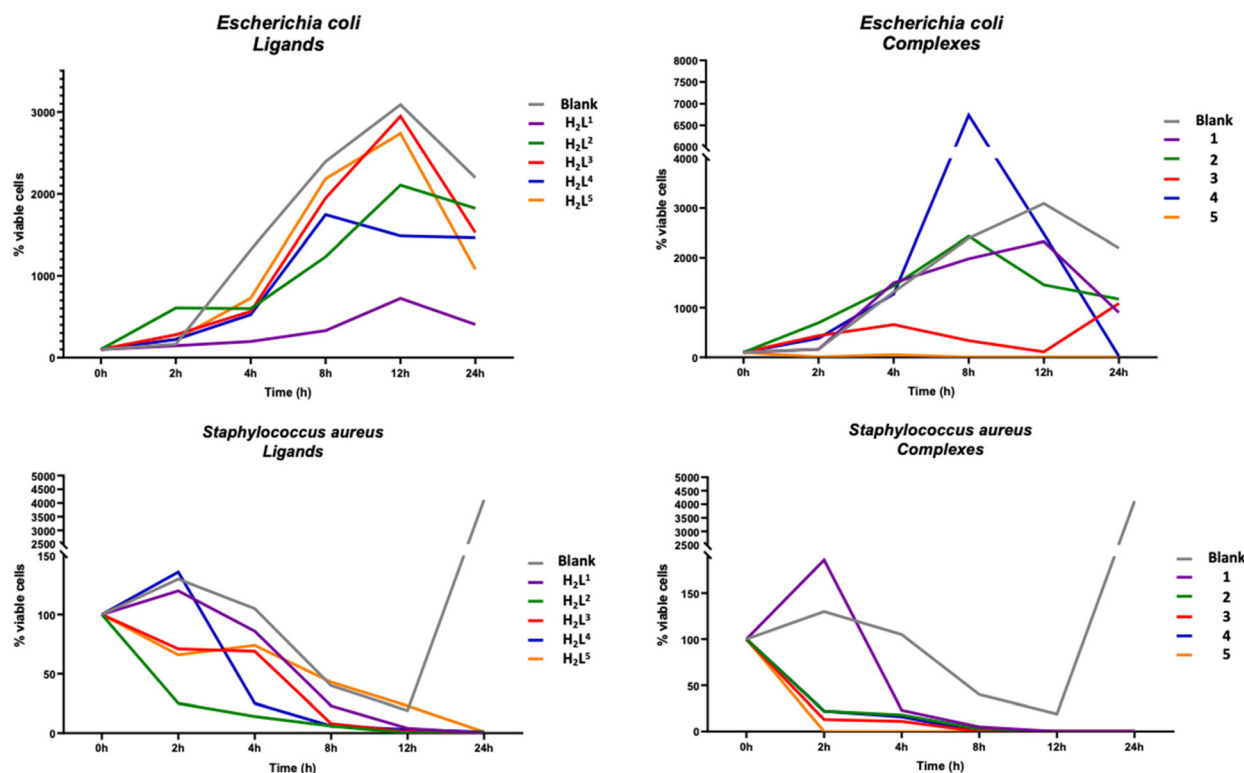 Escherichia coli
Ligands
% viable cells
3000
2000
1000
0
0h 2h 4h 8h 12h 24h
Time (h)
Blank
H₂L¹
H₂L²
H₂L³
H₂L⁴
H₂L⁵
Escherichia coli
Complexes
% viable cells
8000
7500
7000
6500
6000
4000
3000
2000
1000
0
0h 2h 4h 8h 12h 24h
Time (h)
Blank
1
2
3
4
5
Staphylococcus aureus
Ligands
% viable cells
5000
4500
4000
3500
3000
2500
150
100
50
0
0h 2h 4h 8h 12h 24h
Time (h)
Blank
H₂L¹
H₂L²
H₂L³
H₂L⁴
H₂L⁵
Staphylococcus aureus
Complexes
% viable cells
5000
4500
4000
3500
3000
2500
150
100
50
0
0h 2h 4h 8h 12h 24h
Time (h)
Blank
1
2
3
4
5